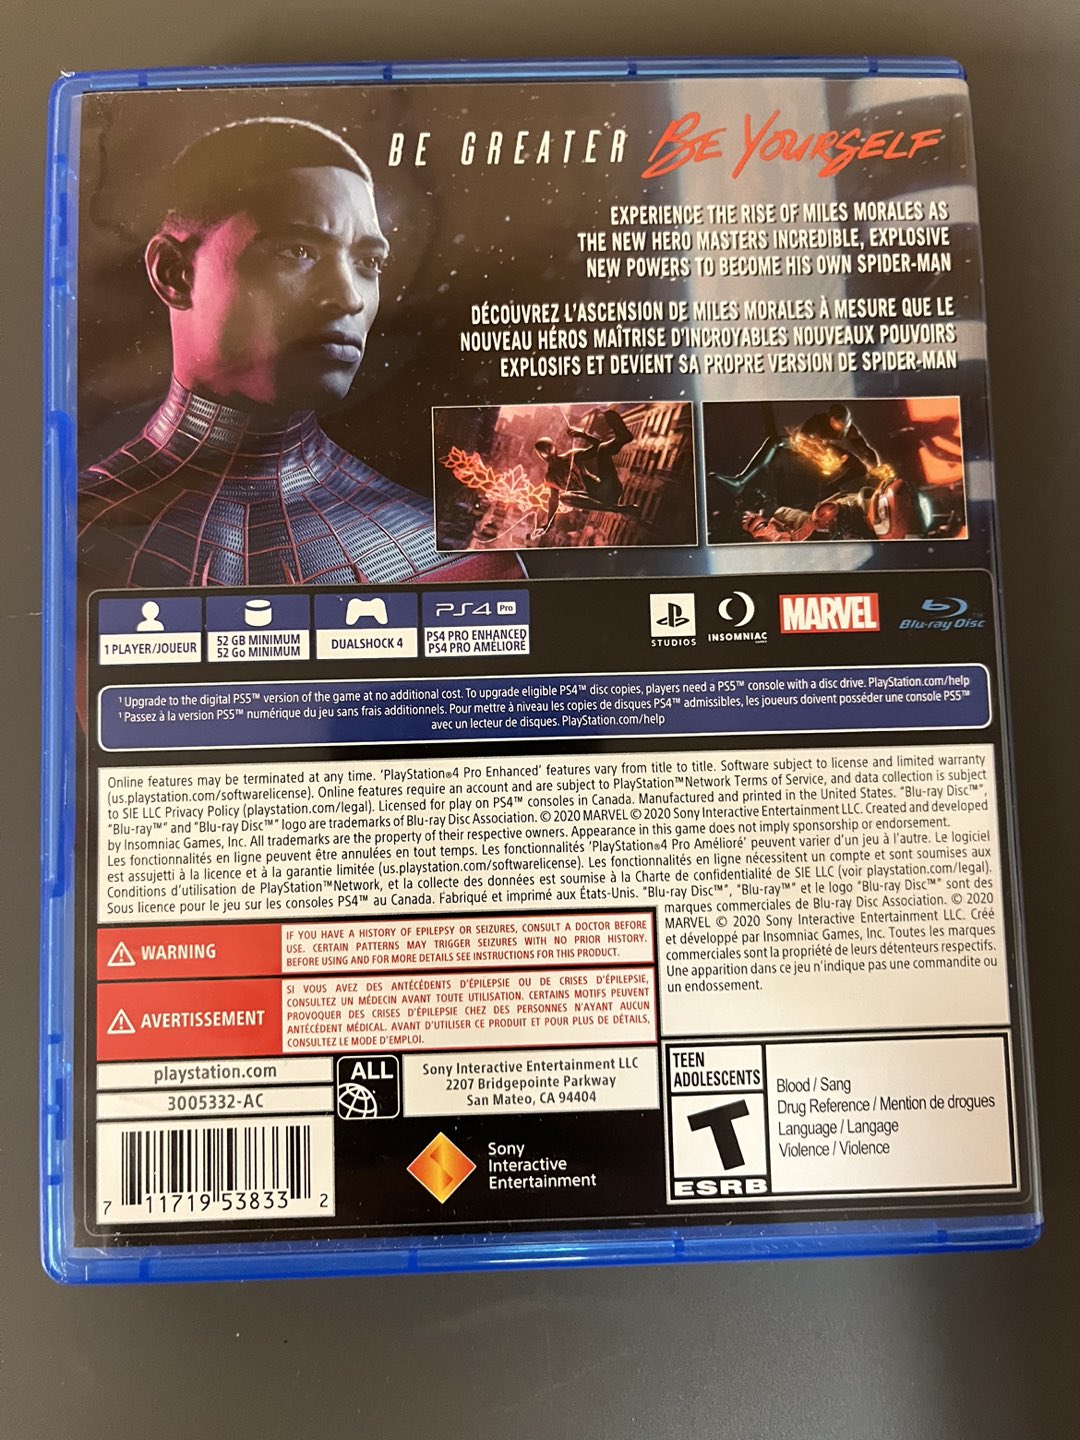 BE GREATER BE YOURSELF
EXPERIENCE THE RISE OF MILES MORALES AS
THE NEW HERO MASTERS INCREDIBLE, EXPLOSIVE
NEW POWERS TO BECOME HIS OWN SPIDER-MAN
DÉCOUVREZ L'ASCENSION DE MILES MORALES À MESURE QUE LE
NOUVEAU HÉROS MAÎTRISE D'INCROYABLES NOUVEAUX POUVOIRS
EXPLOSIFS ET DEVIENT SA PROPRE VERSION DE SPIDER-MAN
1 PLAYER/JOUEUR
52 GB MINIMUM
52 Go MINIMUM
DUALSHOCK 4
PS4 Pro
PS4 PRO ENHANCED
PS4 PRO AMÉLIORÉ
STUDIOS
INSOMNIAC
GAMES
MARVEL
Blu-ray Disc™
¹ Upgrade to the digital PS5™ version of the game at no additional cost. To upgrade eligible PS4™ disc copies, players need a PS5™ console with a disc drive. PlayStation.com/help
¹ Passez à la version PS5™ numérique du jeu sans frais additionnels. Pour mettre à niveau les copies de disques PS4™ admissibles, les joueurs doivent posséder une console PS5™
avec un lecteur de disques. PlayStation.com/help
Online features may be terminated at any time. 'PlayStation®4 Pro Enhanced' features vary from title to title. Software subject to license and limited warranty
(us.playstation.com/softwarelicense). Online features require an account and are subject to PlayStation™Network Terms of Service, and data collection is subject
to SIE LLC Privacy Policy (playstation.com/legal). Licensed for play on PS4™ consoles in Canada. Manufactured and printed in the United States. "Blu-ray Disc™",
"Blu-ray™" and "Blu-ray Disc™" logo are trademarks of Blu-ray Disc Association. © 2020 MARVEL © 2020 Sony Interactive Entertainment LLC. Created and developed
by Insomniac Games, Inc. All trademarks are the property of their respective owners. Appearance in this game does not imply sponsorship or endorsement.
Les fonctionnalités en ligne peuvent être annulées en tout temps. Les fonctionnalités 'PlayStation®4 Pro Amélioré' peuvent varier d'un jeu à l'autre. Le logiciel
est assujetti à la licence et à la garantie limitée (us.playstation.com/softwarelicense). Les fonctionnalités en ligne nécessitent un compte et sont soumises aux
Conditions d'utilisation de PlayStation™Network, et la collecte des données est soumise à la Charte de confidentialité de SIE LLC (voir playstation.com/legal).
Sous licence pour le jeu sur les consoles PS4™ au Canada. Fabriqué et imprimé aux États-Unis. "Blu-ray Disc™", "Blu-ray™" et le logo "Blu-ray Disc™" sont des
marques commerciales de Blu-ray Disc Association. © 2020
MARVEL © 2020 Sony Interactive Entertainment LLC. Créé
et développé par Insomniac Games, Inc. Toutes les marques
commerciales sont la propriété de leurs détenteurs respectifs.
Une apparition dans ce jeu n'indique pas une commandite ou
un endossement.
WARNING
IF YOU HAVE A HISTORY OF EPILEPSY OR SEIZURES, CONSULT A DOCTOR BEFORE
USE. CERTAIN PATTERNS MAY TRIGGER SEIZURES WITH NO PRIOR HISTORY.
BEFORE USING AND FOR MORE DETAILS SEE INSTRUCTIONS FOR THIS PRODUCT.
AVERTISSEMENT
SI VOUS AVEZ DES ANTÉCÉDENTS D'ÉPILEPSIE OU DE CRISES D'ÉPILEPSIE,
CONSULTEZ UN MÉDECIN AVANT TOUTE UTILISATION. CERTAINS MOTIFS PEUVENT
PROVOQUER DES CRISES D'ÉPILEPSIE CHEZ DES PERSONNES N'AYANT AUCUN
ANTÉCÉDENT MÉDICAL. AVANT D'UTILISER CE PRODUIT ET POUR PLUS DE DÉTAILS,
CONSULTEZ LE MODE D'EMPLOI.
playstation.com
3005332-AC
ALL
Sony Interactive Entertainment LLC
2207 Bridgepointe Parkway
San Mateo, CA 94404
7 11719 53833 2
Sony
Interactive
Entertainment
TEEN
ADOLESCENTS
T
ESRB
Blood / Sang
Drug Reference / Mention de drogues
Language / Langage
Violence / Violence